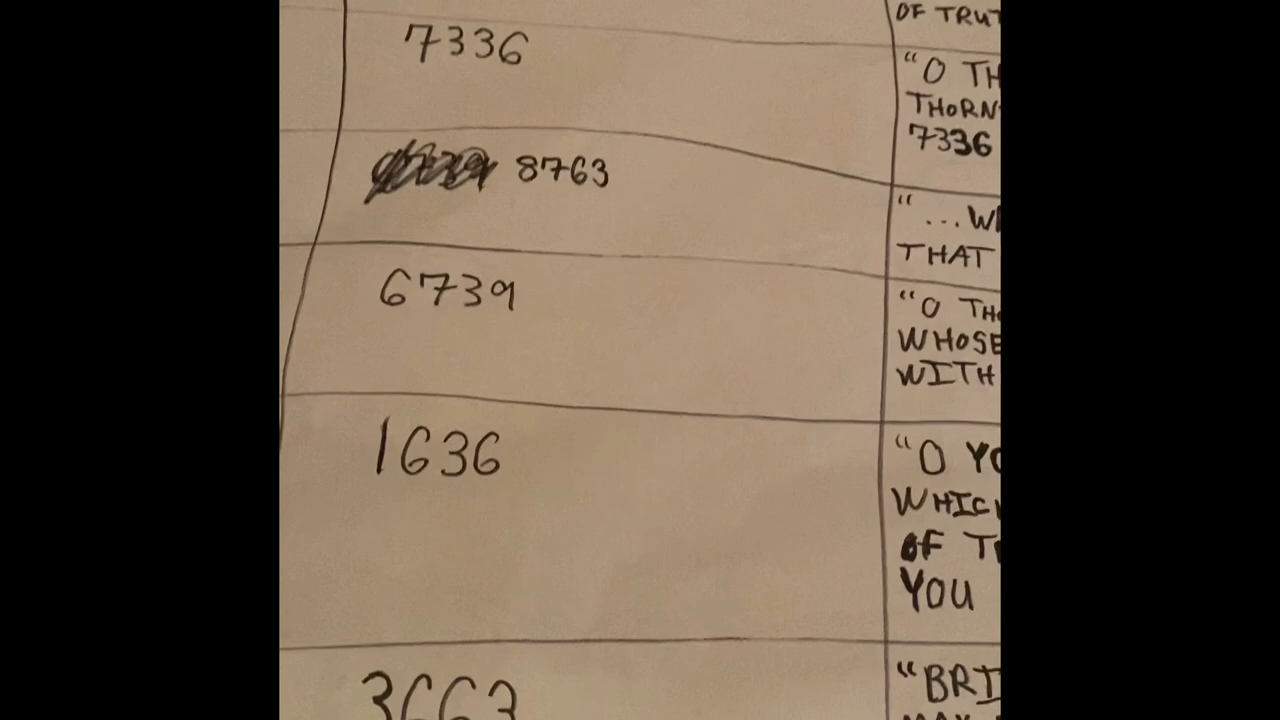 OF TRUT
7336
"O TH
THORN
7336
8763
"...W
THAT
6739
"O TH
WHOSE
WITH
1636
"O YO
WHIC
OF T
YOU
3663
"BRI